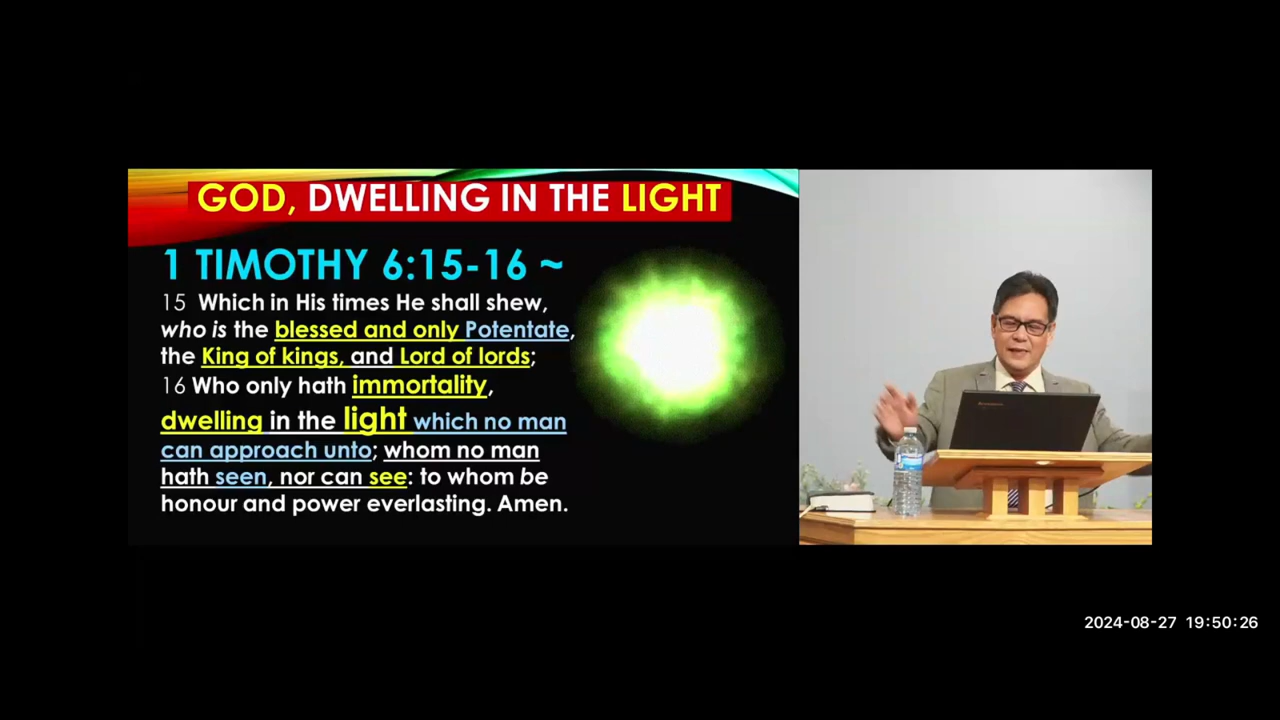 GOD, DWELLING IN THE LIGHT
1 TIMOTHY 6:15-16 ~
15 Which in His times He shall shew,
who is the blessed and only Potentate,
the King of kings, and Lord of lords;
16 Who only hath immortality,
dwelling in the light which no man
can approach unto; whom no man
hath seen, nor can see: to whom be
honour and power everlasting. Amen.
2024-08-27 19:50:26